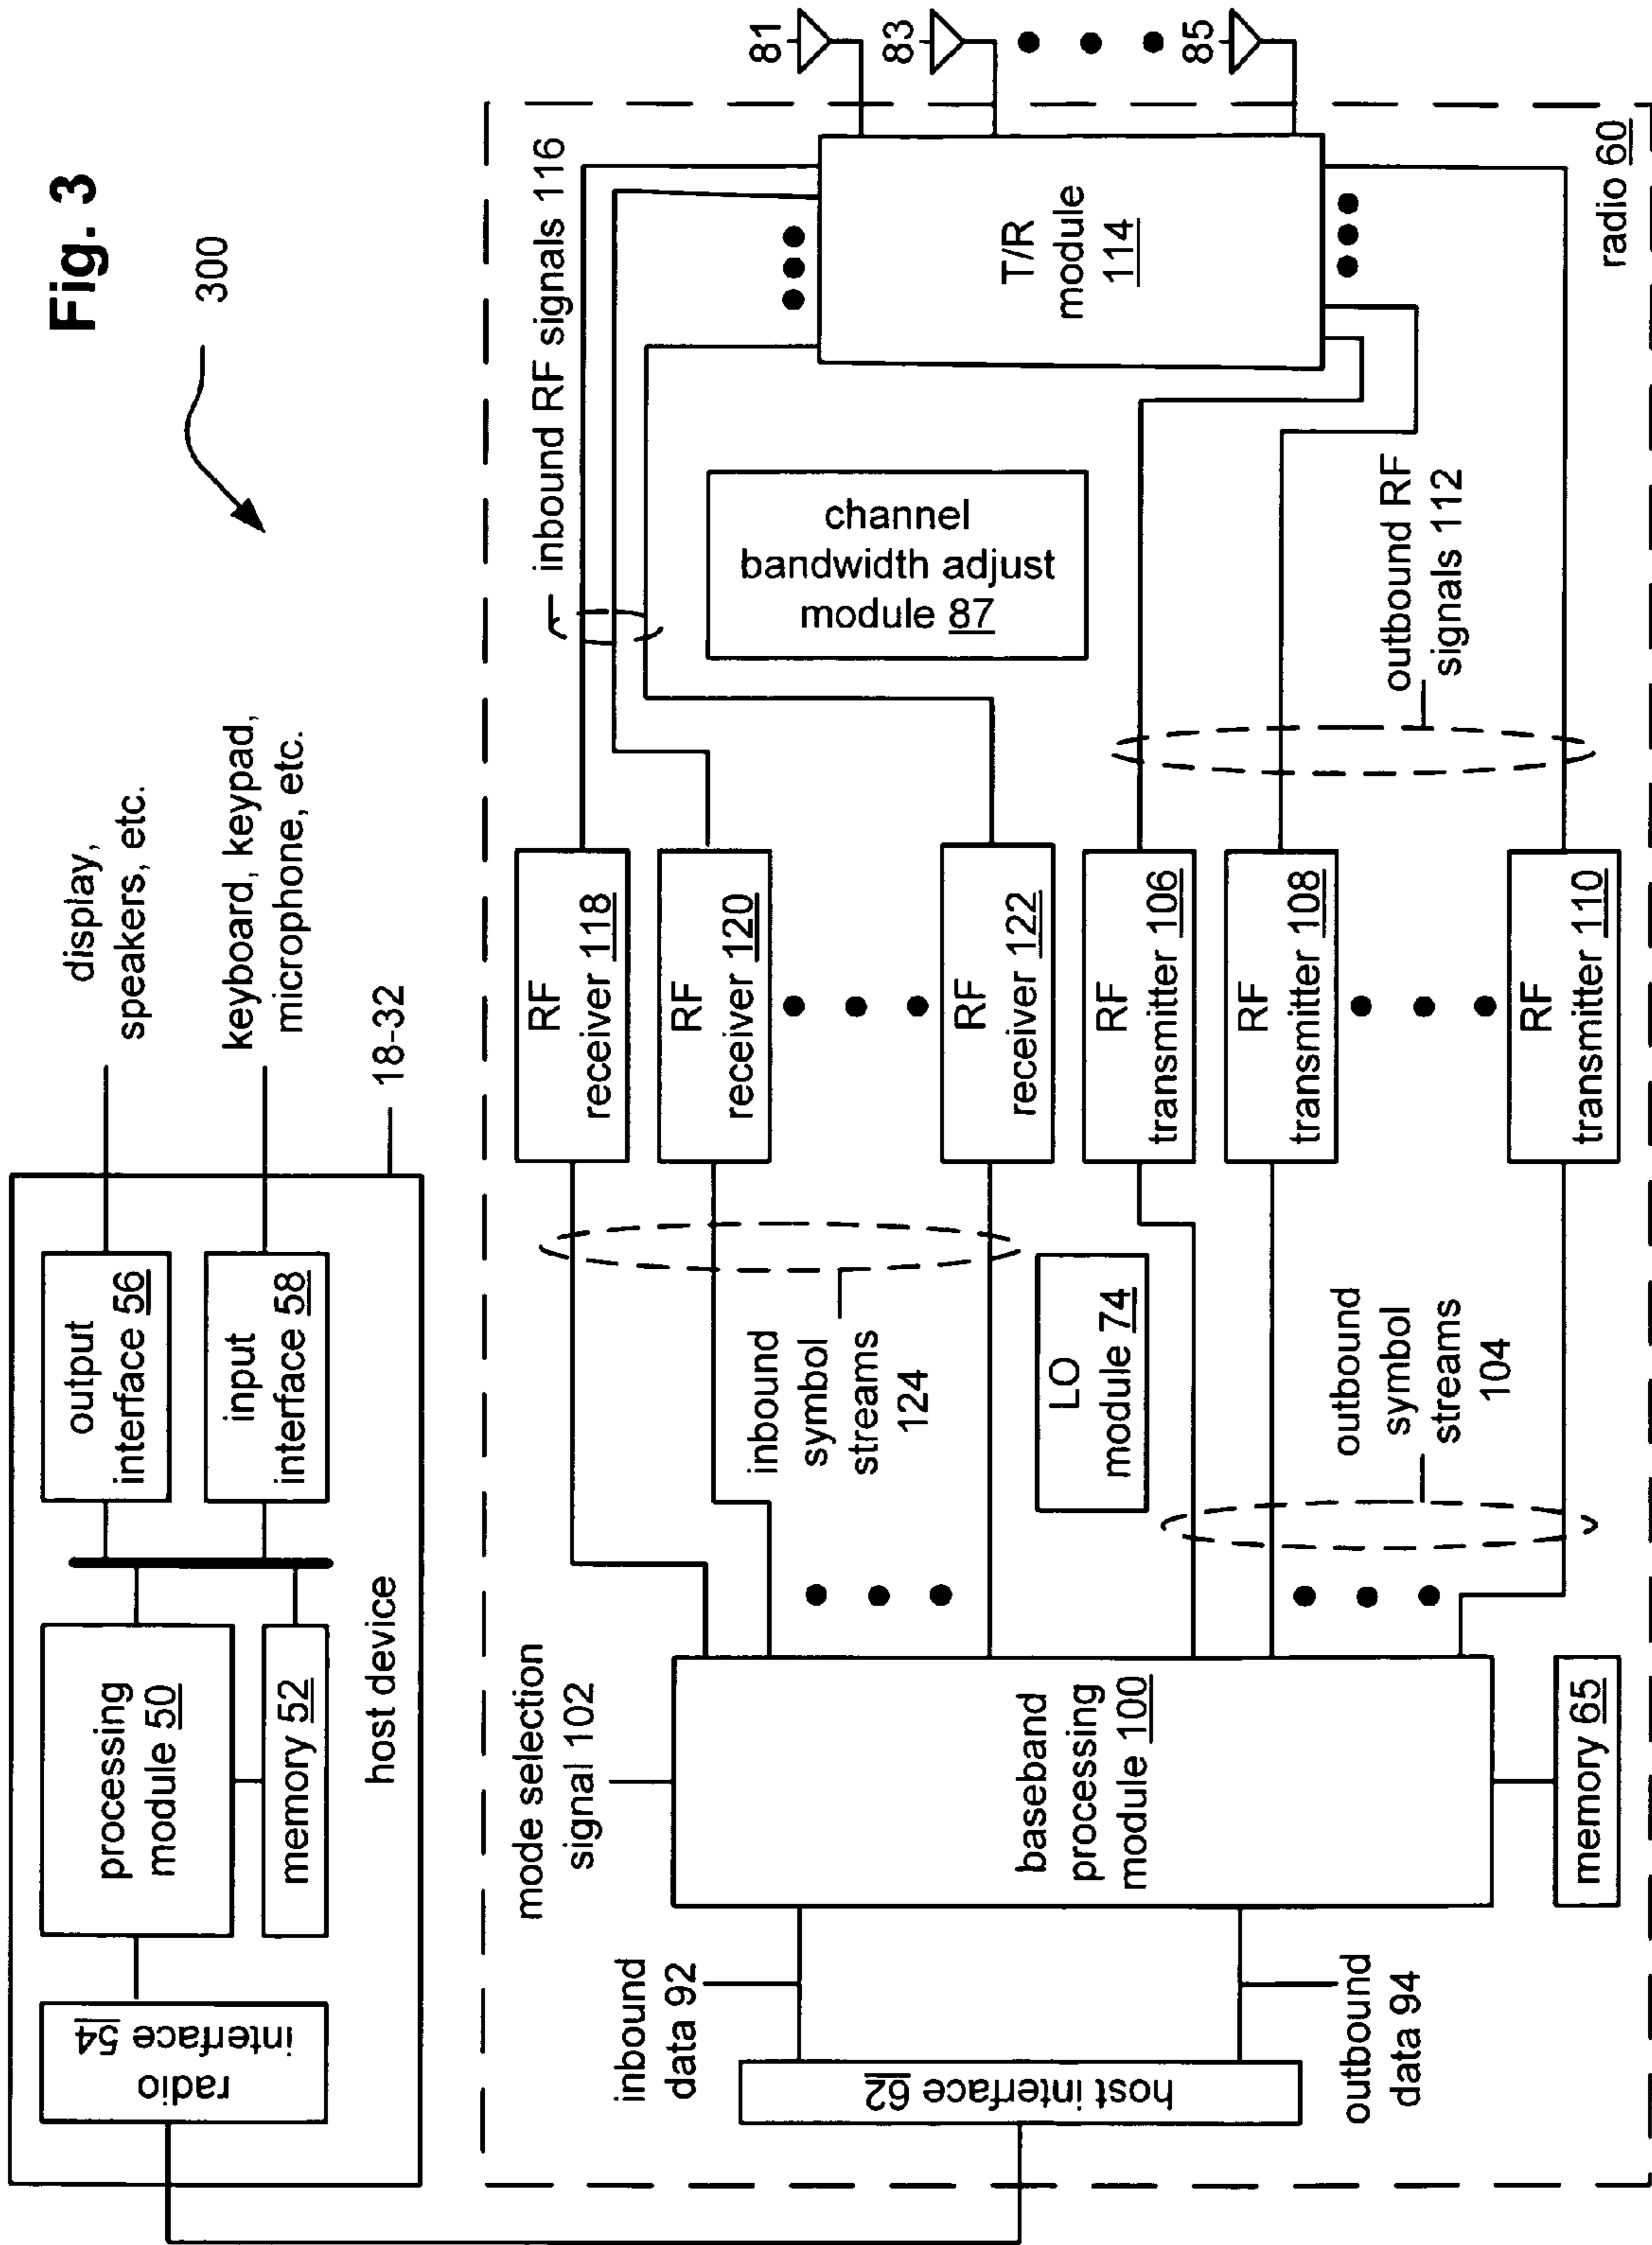 Fig. 3
300
display,
speakers, etc.
keyboard, keypad,
microphone, etc.
18-32
radio
interface 54
processing
module 50
memory 52
output
interface 56
input
interface 58
host device
mode selection
signal 102
inbound
data 92
host interface 62
outbound
data 94
baseband
processing
module 100
memory 65
inbound
symbol
streams
124
LO
module 74
outbound
symbol
streams
104
RF
receiver 118
RF
receiver 120
RF
receiver 122
RF
transmitter 106
RF
transmitter 108
RF
transmitter 110
inbound RF signals 116
channel
bandwidth adjust
module 87
outbound RF
signals 112
T/R
module
114
81
83
85
radio 60